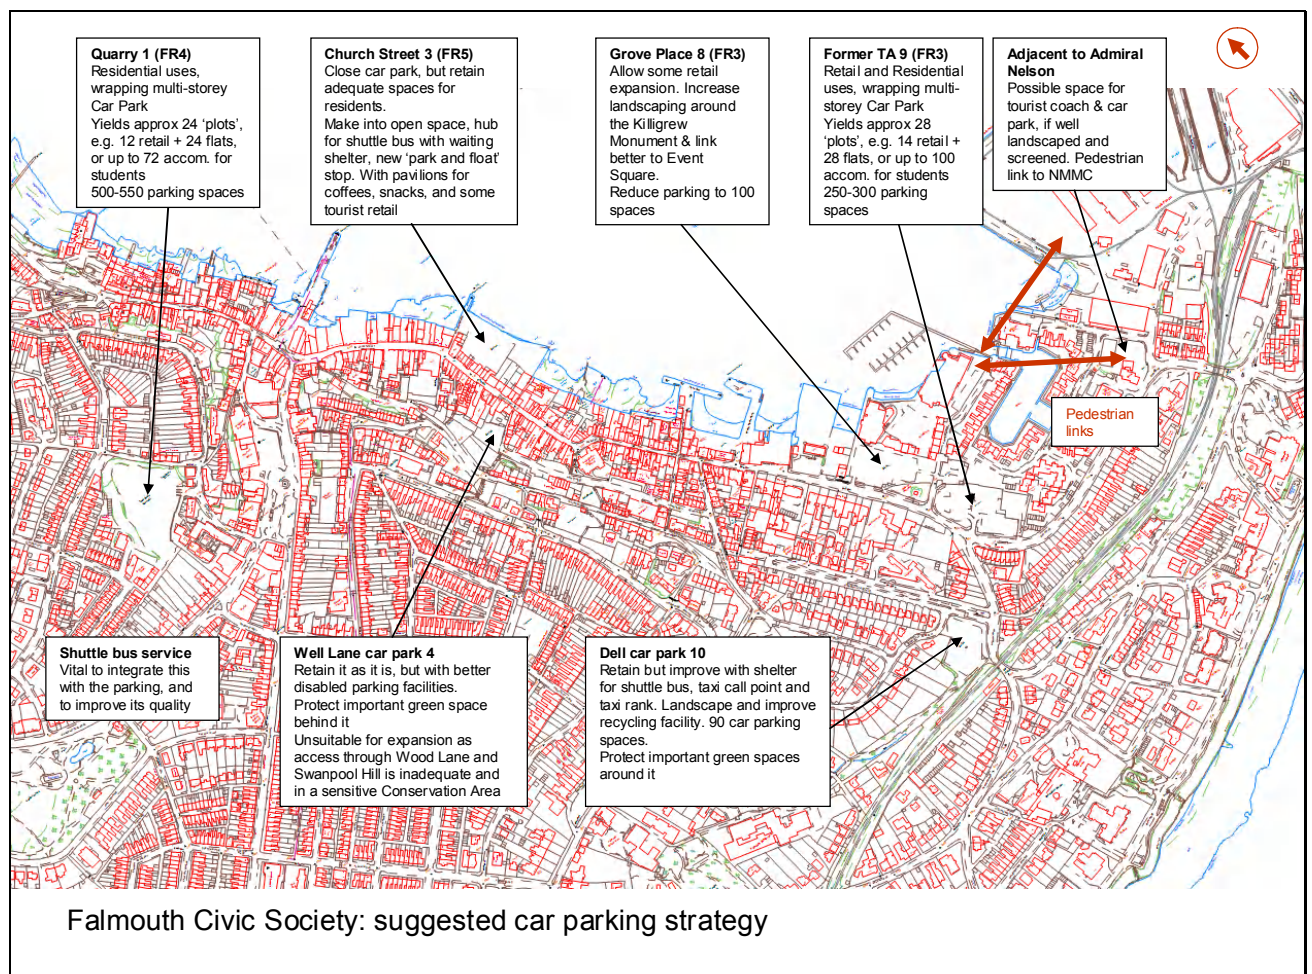 Quarry 1 (FR4)
Residential uses,
wrapping multi-storey
Car Park
Yields approx 24 ‘plots’,
e.g. 12 retail + 24 flats,
or up to 72 accom. for
students
500-550 parking spaces
Church Street 3 (FR5)
Close car park, but retain
adequate spaces for
residents.
Make into open space, hub
for shuttle bus with waiting
shelter, new ‘park and float’
stop. With pavilions for
coffees, snacks, and some
tourist retail
Grove Place 8 (FR3)
Allow some retail
expansion. Increase
landscaping around
the Killigrew
Monument & link
better to Event
Square.
Reduce parking to 100
spaces
Former TA 9 (FR3)
Retail and Residential
uses, wrapping multi-
storey Car Park
Yields approx 28
‘plots’, e.g. 14 retail +
28 flats, or up to 100
accom. for students
250-300 parking
spaces
Adjacent to Admiral
Nelson
Possible space for
tourist coach & car
park, if well
landscaped and
screened. Pedestrian
link to NMMC
Pedestrian
links
Shuttle bus service
Vital to integrate this
with the parking, and
to improve its quality
Well Lane car park 4
Retain it as it is, but with better
disabled parking facilities.
Protect important green space
behind it
Unsuitable for expansion as
access through Wood Lane and
Swanpool Hill is inadequate and
in a sensitive Conservation Area
Dell car park 10
Retain but improve with shelter
for shuttle bus, taxi call point and
taxi rank. Landscape and improve
recycling facility. 90 car parking
spaces.
Protect important green spaces
around it
Falmouth Civic Society: suggested car parking strategy